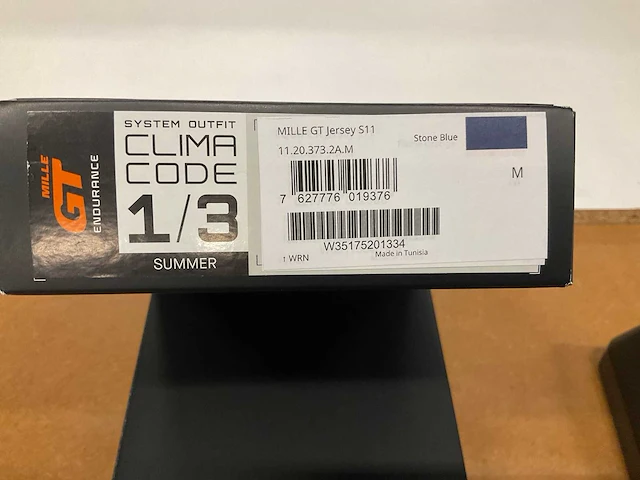 MILLE
GT
ENDURANCE
SYSTEM OUTFIT
CLIMA
CODE
1/3
SUMMER
MILLE GT Jersey S11
Stone Blue
11.20.373.2A.M
M
7 627776 019376
W35175201334
1 WRN
Made in Tunisia